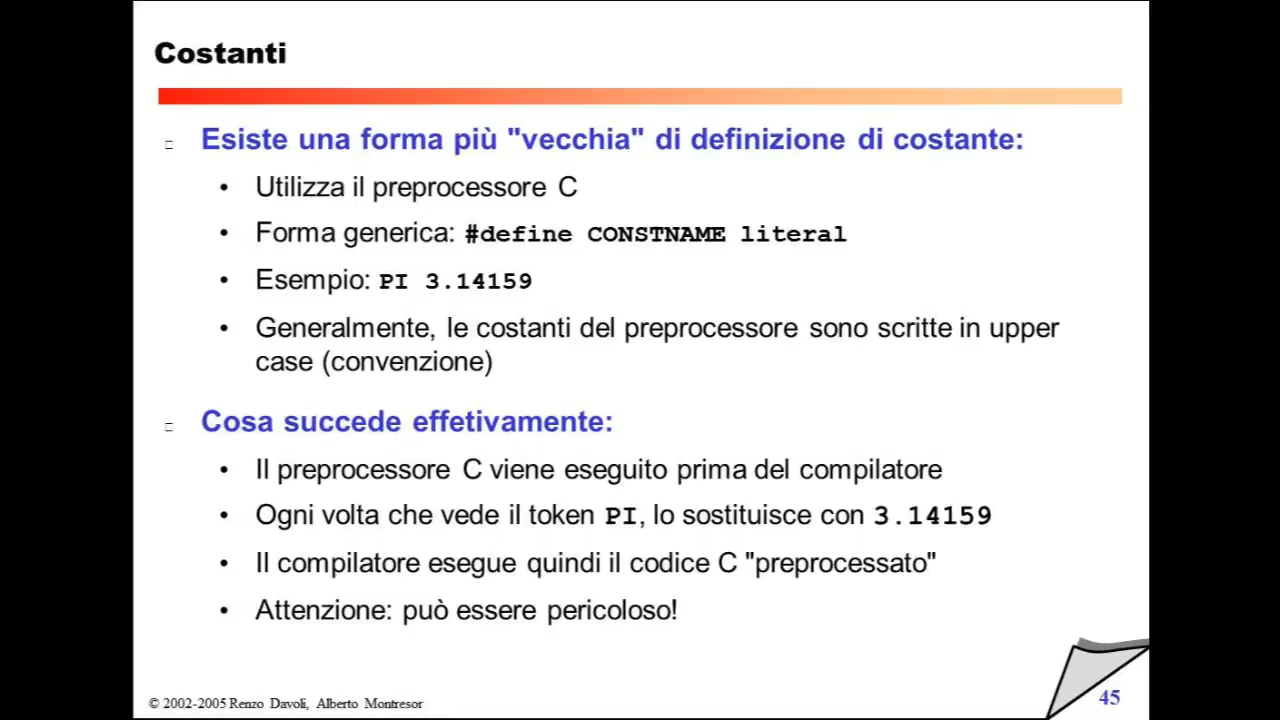 Costanti
Esiste una forma più "vecchia" di definizione di costante:
• Utilizza il preprocessore C
• Forma generica: #define CONSTNAME literal
• Esempio: PI 3.14159
• Generalmente, le costanti del preprocessore sono scritte in upper
case (convenzione)
Cosa succede effetivamente:
• Il preprocessore C viene eseguito prima del compilatore
• Ogni volta che vede il token PI, lo sostituisce con 3.14159
• Il compilatore esegue quindi il codice C "preprocessato"
• Attenzione: può essere pericoloso!
© 2002-2005 Renzo Davoli, Alberto Montresor
45